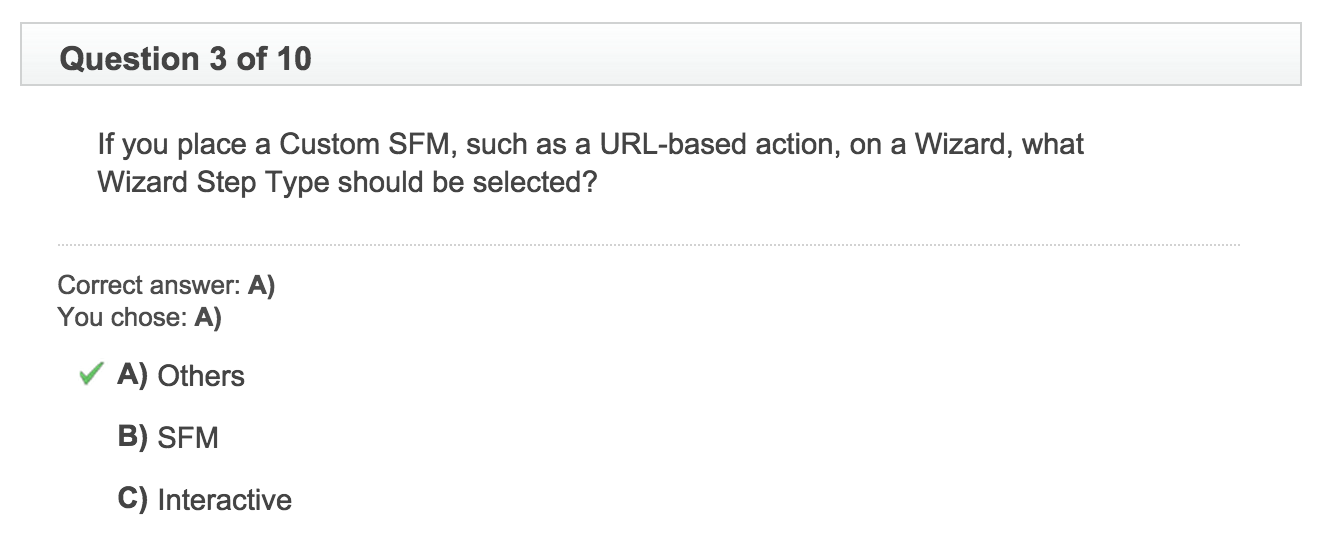 Question 3 of 10
If you place a Custom SFM, such as a URL-based action, on a Wizard, what
Wizard Step Type should be selected?
Correct answer: A)
You chose: A)
A) Others
B) SFM
C) Interactive